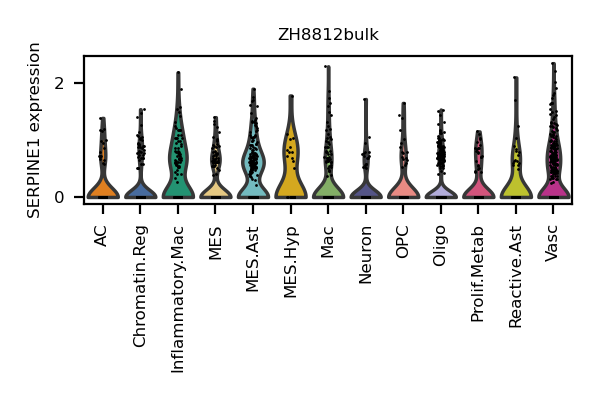 ZH8812bulk
SERPINE1 expression
2
0
AC
Chromatin.Reg
Inflammatory.Mac
MES
MES.Ast
MES.Hyp
Mac
Neuron
OPC
Oligo
Prolif.Metab
Reactive.Ast
Vasc